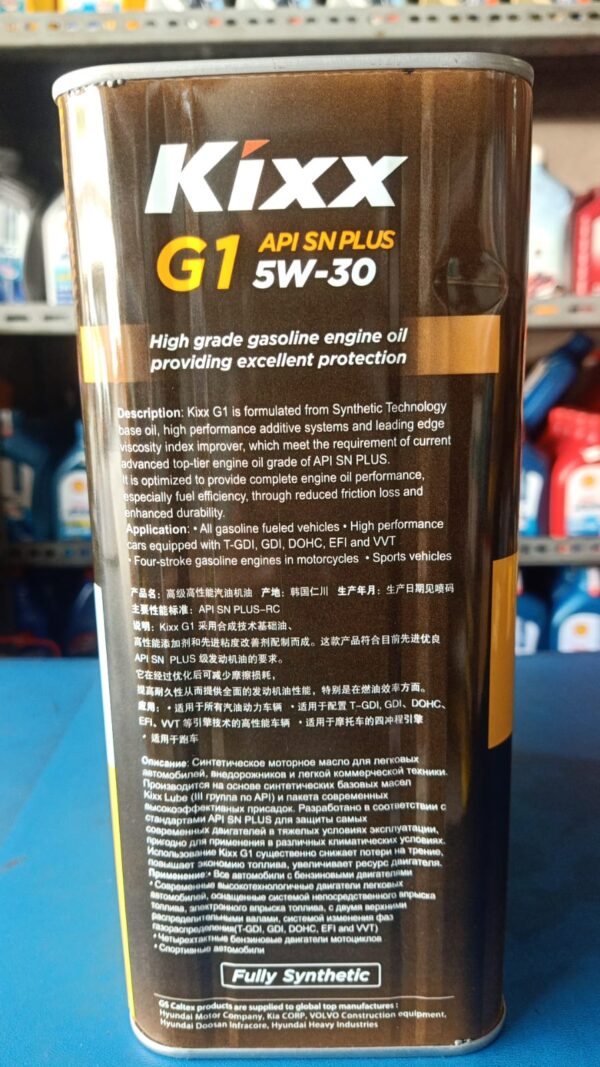 Kixx
G1 API SN PLUS
5W-30
High grade gasoline engine oil
providing excellent protection
Description: Kixx G1 is formulated from Synthetic Technology
base oil, high performance additive systems and leading edge
viscosity index improver, which meet the requirement of current
advanced top-tier engine oil grade of API SN PLUS.
It is optimized to provide complete engine oil performance,
especially fuel efficiency, through reduced friction loss and
enhanced durability.
Application: • All gasoline fueled vehicles • High performance
cars equipped with T-GDI, GDI, DOHC, EFI and VVT
• Four-stroke gasoline engines in motorcycles • Sports vehicles
产品名: 高级高性能汽油机油 产地: 韩国仁川 生产年月: 生产日期见喷码
主要性能标准: API SN PLUS-RC
说明: Kixx G1 采用合成技术基础油、
高性能添加剂和先进粘度改善剂配制而成。这款产品符合目前先进优良
API SN PLUS 级发动机油的要求。
它在经过优化后可减少摩擦损耗,
提高耐久性从而提供全面的发动机油性能, 特别是在燃油效率方面。
应用: • 适用于所有汽油动力车辆 • 适用于配置 T-GDI, GDI, DOHC,
EFI, VVT 等引擎技术的高性能车辆 • 适用于摩托车的四冲程引擎
• 适用于跑车
Описание: Синтетическое моторное масло для легковых
автомобилей, внедорожников и легкой коммерческой техники.
Производится на основе синтетических базовых масел
Kixx Lube (III группа по API) и пакета современных
высокоэффективных присадок. Разработано в соответствии с
стандартами API SN PLUS для защиты самых
современных двигателей в тяжелых условиях эксплуатации,
пригодно для применения в различных климатических условиях.
Использование Kixx G1 существенно снижает потери на трение,
повышает экономию топлива, увеличивает ресурс двигателя.
Применение: • Все автомобили с бензиновыми двигателями
• Современные высокотехнологичные двигатели легковых
автомобилей, оснащенные системой непосредственного впрыска
топлива, электронного впрыска топлива, с двумя верхними
распределительными валами, системой изменения фаз
газораспределения(T-GDI, GDI, DOHC, EFI and VVT)
• Четырехтактные бензиновые двигатели мотоциклов
• Спортивные автомобили
Fully Synthetic
GS Caltex products are supplied to global top manufactures :
Hyundai Motor Company, Kia CORP, VOLVO Construction equipment,
Hyundai Doosan Infracore, Hyundai Heavy Industries